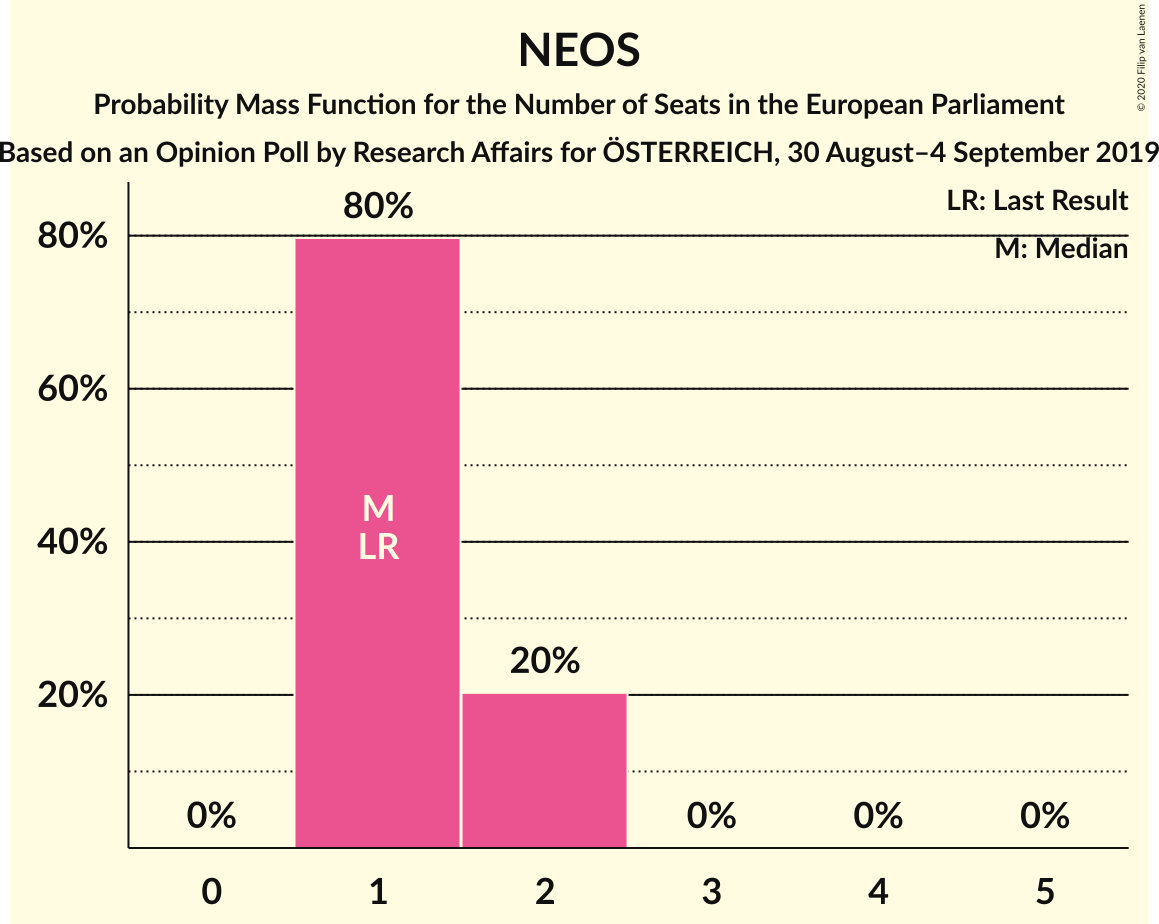 NEOS
Probability Mass Function for the Number of Seats in the European Parliament
Based on an Opinion Poll by Research Affairs for ÖSTERREICH, 30 August–4 September 2019
© 2020 Filip van Laenen
LR: Last Result
M: Median
80%
60%
40%
20%
0%
80%
M
LR
20%
0%
0%
0%
0
1
2
3
4
5